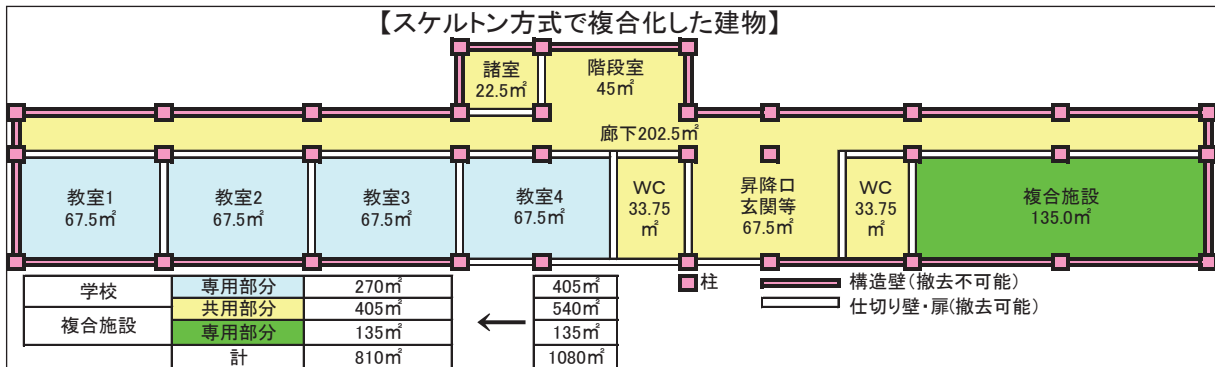 【スケルトン方式で複合化した建物】
諸室
22.5㎡
階段室
45㎡
廊下202.5㎡
教室1
67.5㎡
教室2
67.5㎡
教室3
67.5㎡
教室4
67.5㎡
WC
33.75
㎡
昇降口
玄関等
67.5㎡
WC
33.75
㎡
複合施設
135.0㎡
学校 専用部分 270㎡ 405㎡
共用部分 405㎡ 540㎡
複合施設 専用部分 135㎡ ← 135㎡
計 810㎡ 1080㎡
柱
構造壁(撤去不可能)
仕切り壁・扉(撤去可能)